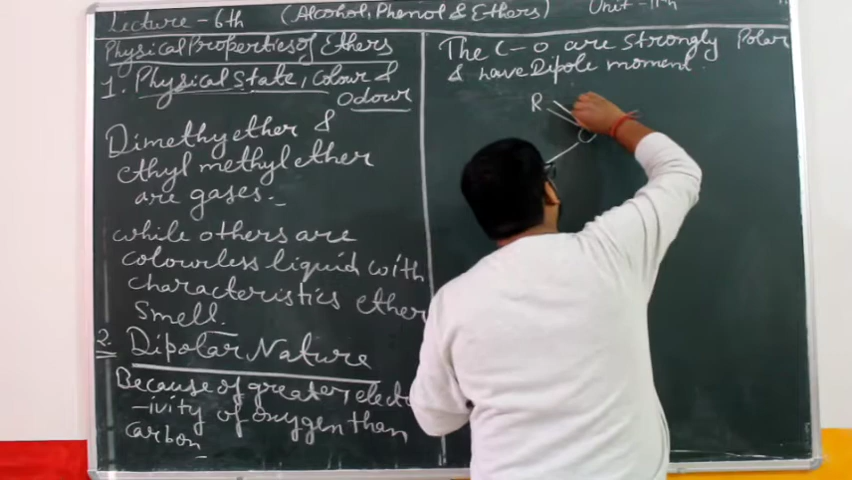 Lecture - 6th (Alcohol, Phenol & Ethers) Unit - 11th
Physical Properties of Ethers
1. Physical State, Colour &
Odour
Dimethyether &
ethyl methyl ether
are gases.
while others are
colourless liquid with
characteristics ether
Smell.
2. Dipolar Nature
Because of greater, elect
-ivity of oxygen than
carbon
The C-O are strongly Polar
& have Dipole moment.
R
O